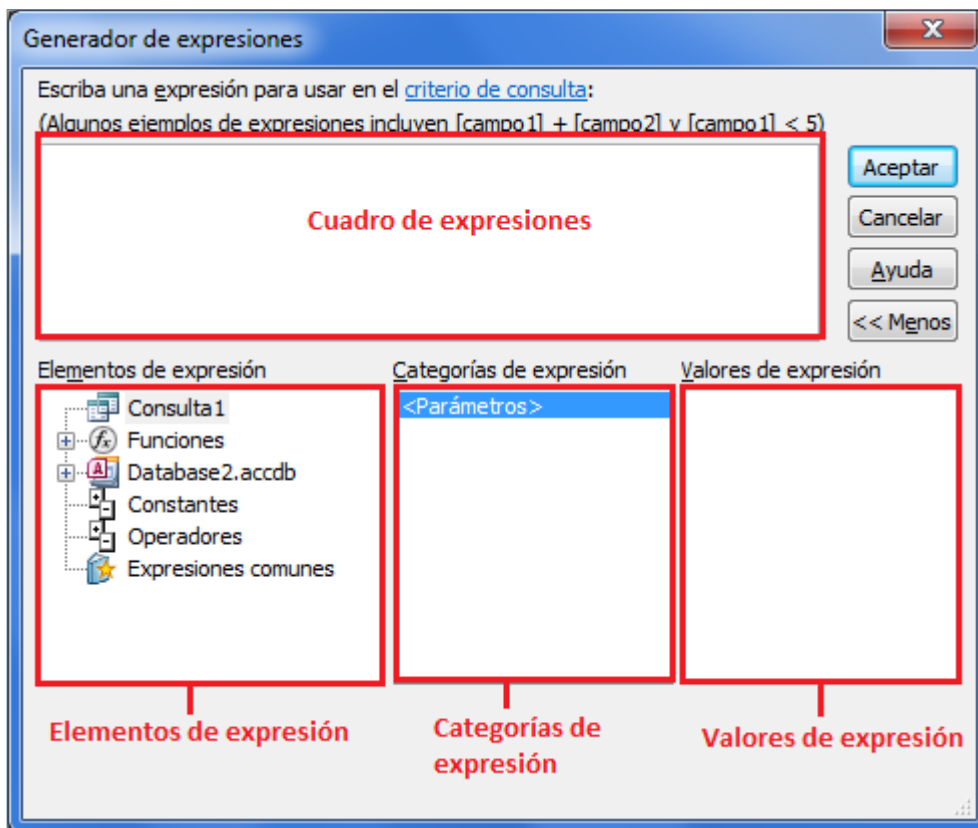 Generador de expresiones
Escriba una expresión para usar en el criterio de consulta:
(Algunos ejemplos de expresiones incluyen [campo1] + [campo2] y [campo1] < 5)
Cuadro de expresiones
Aceptar
Cancelar
Ayuda
<< Menos
Elementos de expresión
Categorías de expresión
Valores de expresión
Consulta1
Funciones
Database2.accdb
Constantes
Operadores
Expresiones comunes
<Parámetros>
Elementos de expresión
Categorías de
expresión
Valores de expresión